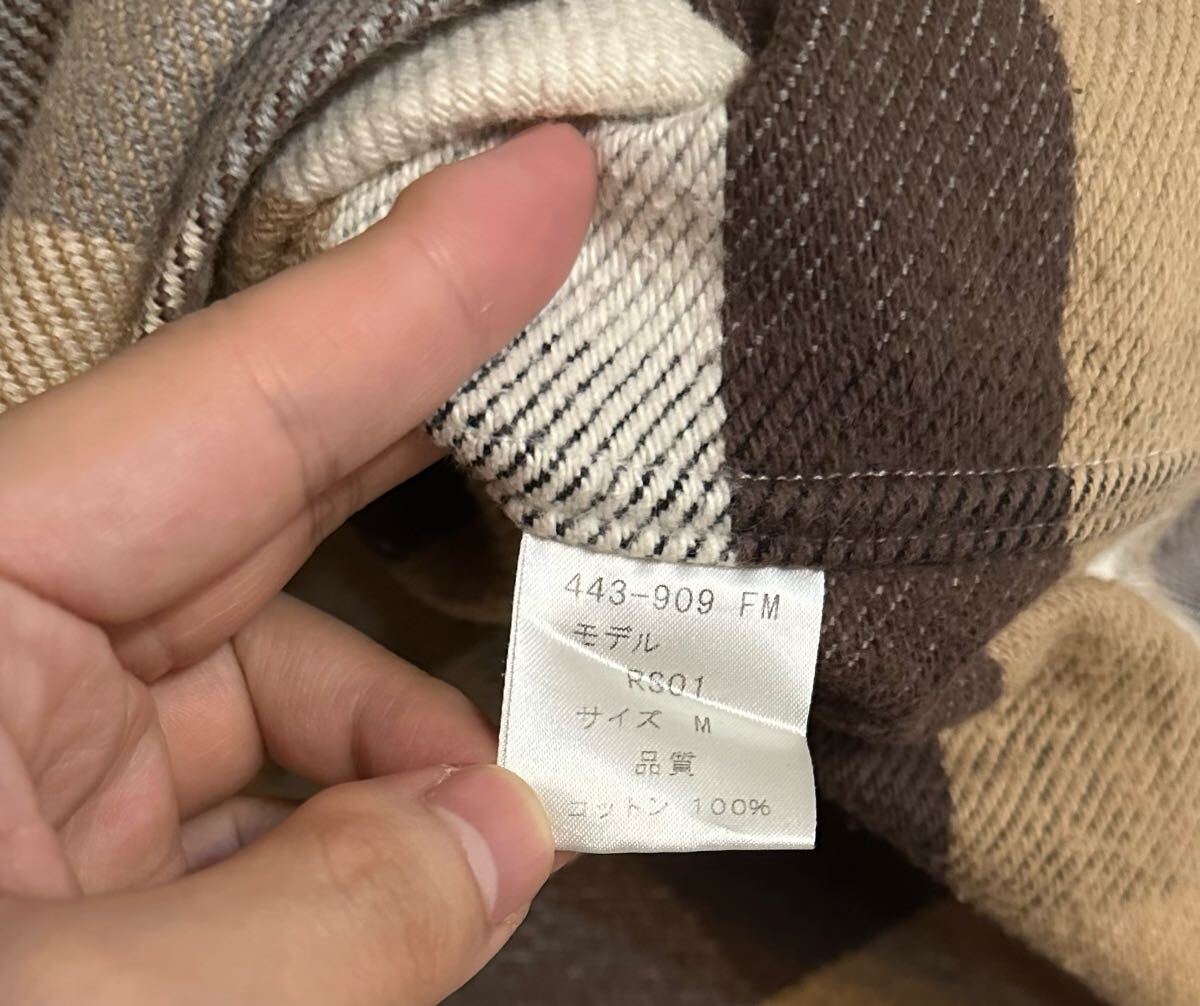 443-909 FM
モデル
RS01
サイズ M
品質
コットン 100%